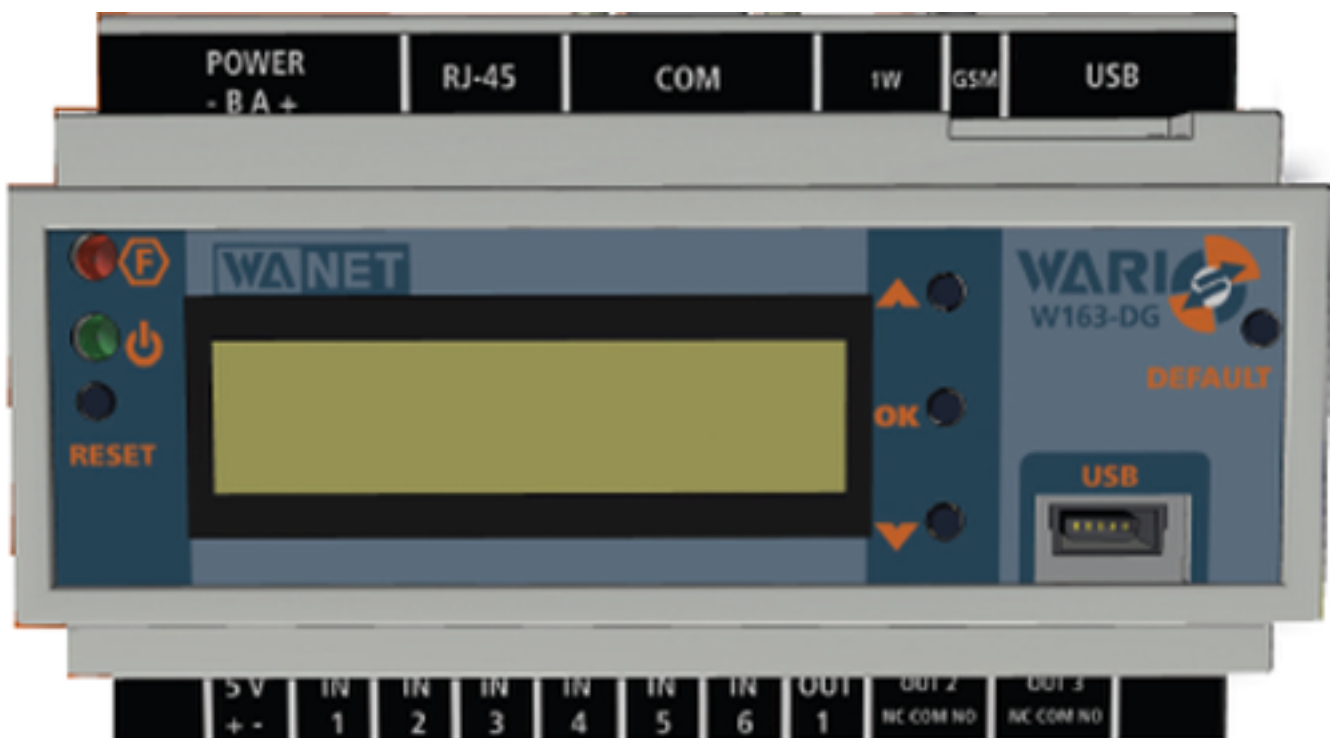 POWER
- B A +
RJ-45
COM
1W
GSM
USB
F
WANET
WARI
W163-DG
DEFAULT
RESET
OK
USB
5 V
+ -
IN
1
IN
2
IN
3
IN
4
IN
5
IN
6
OUT
1
OUT 2
NC COM NO
OUT 3
NC COM NO